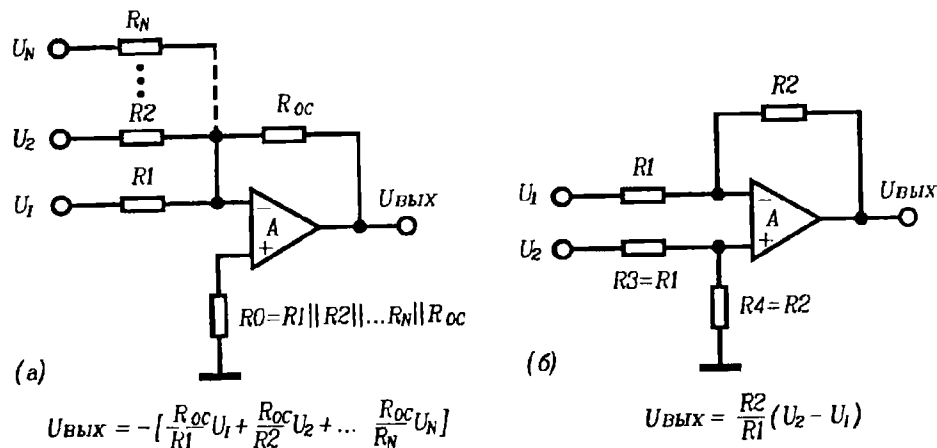 U_N
R_N
U_2
R2
R_OC
U_1
R1
−
A
+
U_ВЫХ
R0=R1||R2||...R_N||R_OC
(а)
U_ВЫХ = −[R_OC/R1 U_1 + R_OC/R2 U_2 + ... R_OC/R_N U_N]
R2
U_1
R1
−
A
+
U_ВЫХ
U_2
R3=R1
R4=R2
(б)
U_ВЫХ = R2/R1 (U_2 − U_1)